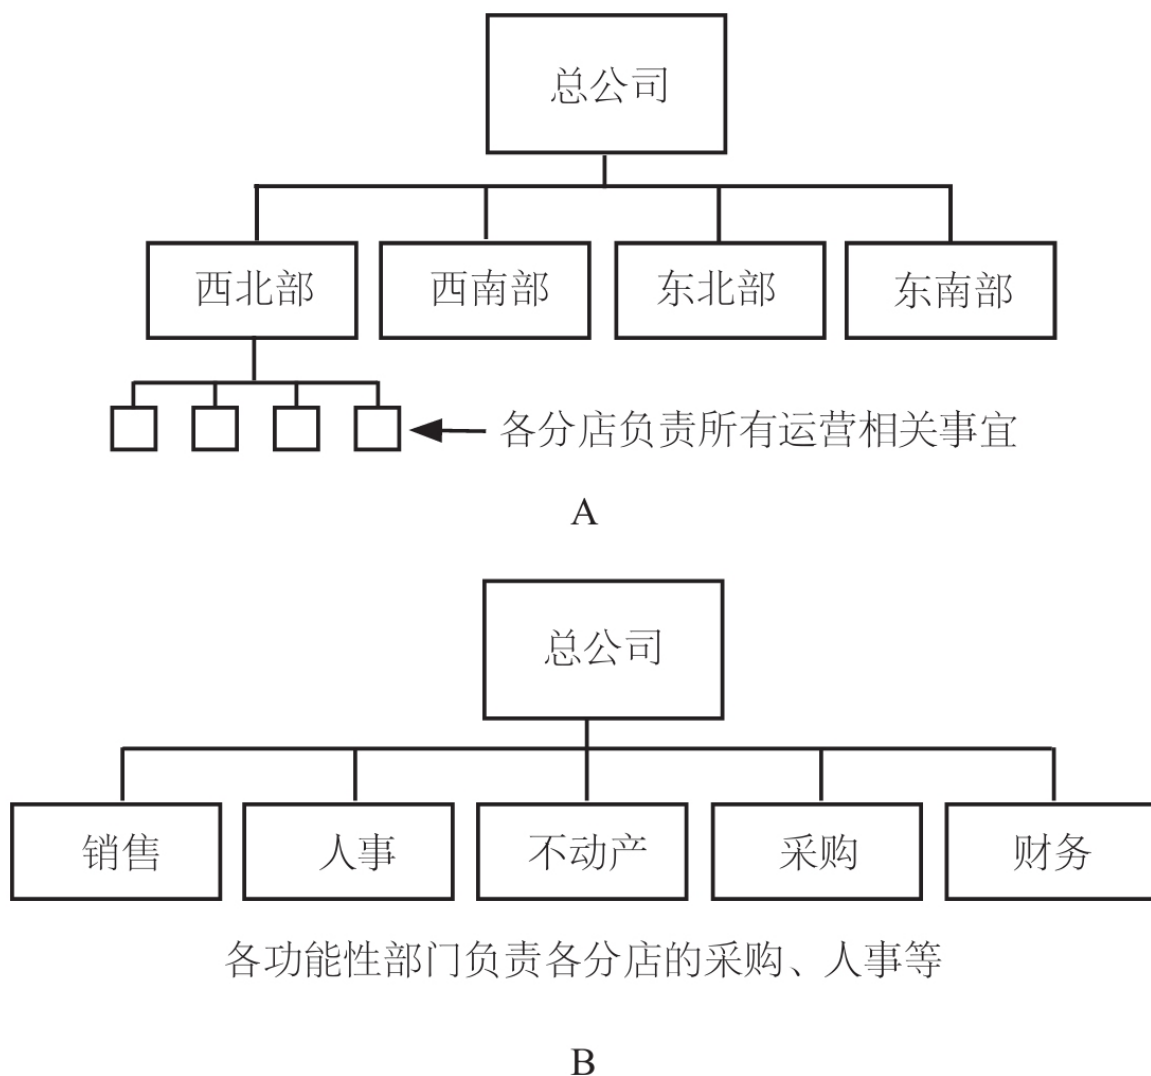 总公司
西北部 西南部 东北部 东南部
各分店负责所有运营相关事宜
A
总公司
销售 人事 不动产 采购 财务
各功能性部门负责各分店的采购、人事等
B